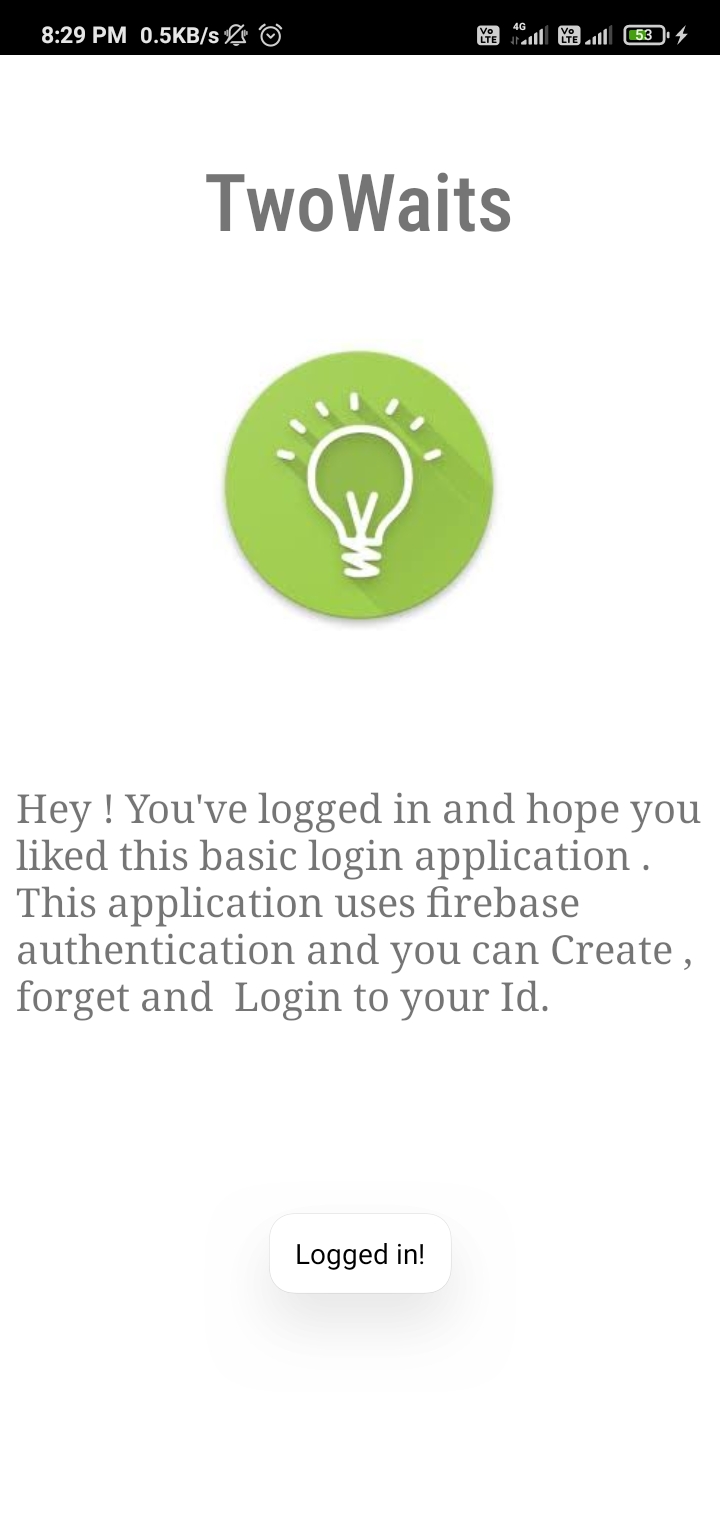 8:29 PM 0.5KB/s Vo LTE 4G Vo LTE 53
TwoWaits
Hey ! You've logged in and hope you
liked this basic login application .
This application uses firebase
authentication and you can Create ,
forget and  Login to your Id.
Logged in!